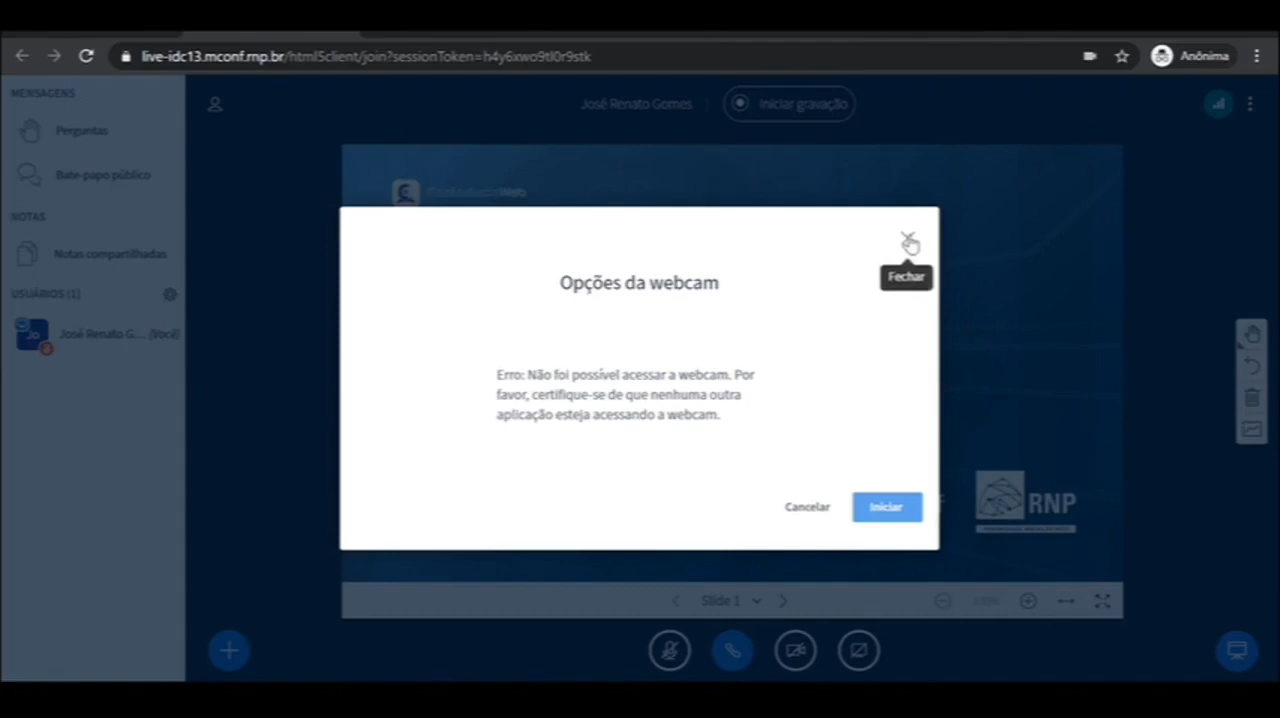 live-idc13.mconf.rnp.br/html5client/join?sessionToken=h4y6xwo9tl0r9stk
Anônima
MENSAGENS
Perguntas
Bate-papo público
NOTAS
Notas compartilhadas
USUÁRIOS (1)
Jo
José Renato G... (Você)
José Renato Gomes
Iniciar gravação
Fechar
Opções da webcam
Erro: Não foi possível acessar a webcam. Por
favor, certifique-se de que nenhuma outra
aplicação esteja acessando a webcam.
Cancelar
Iniciar
RNP
Slide 1